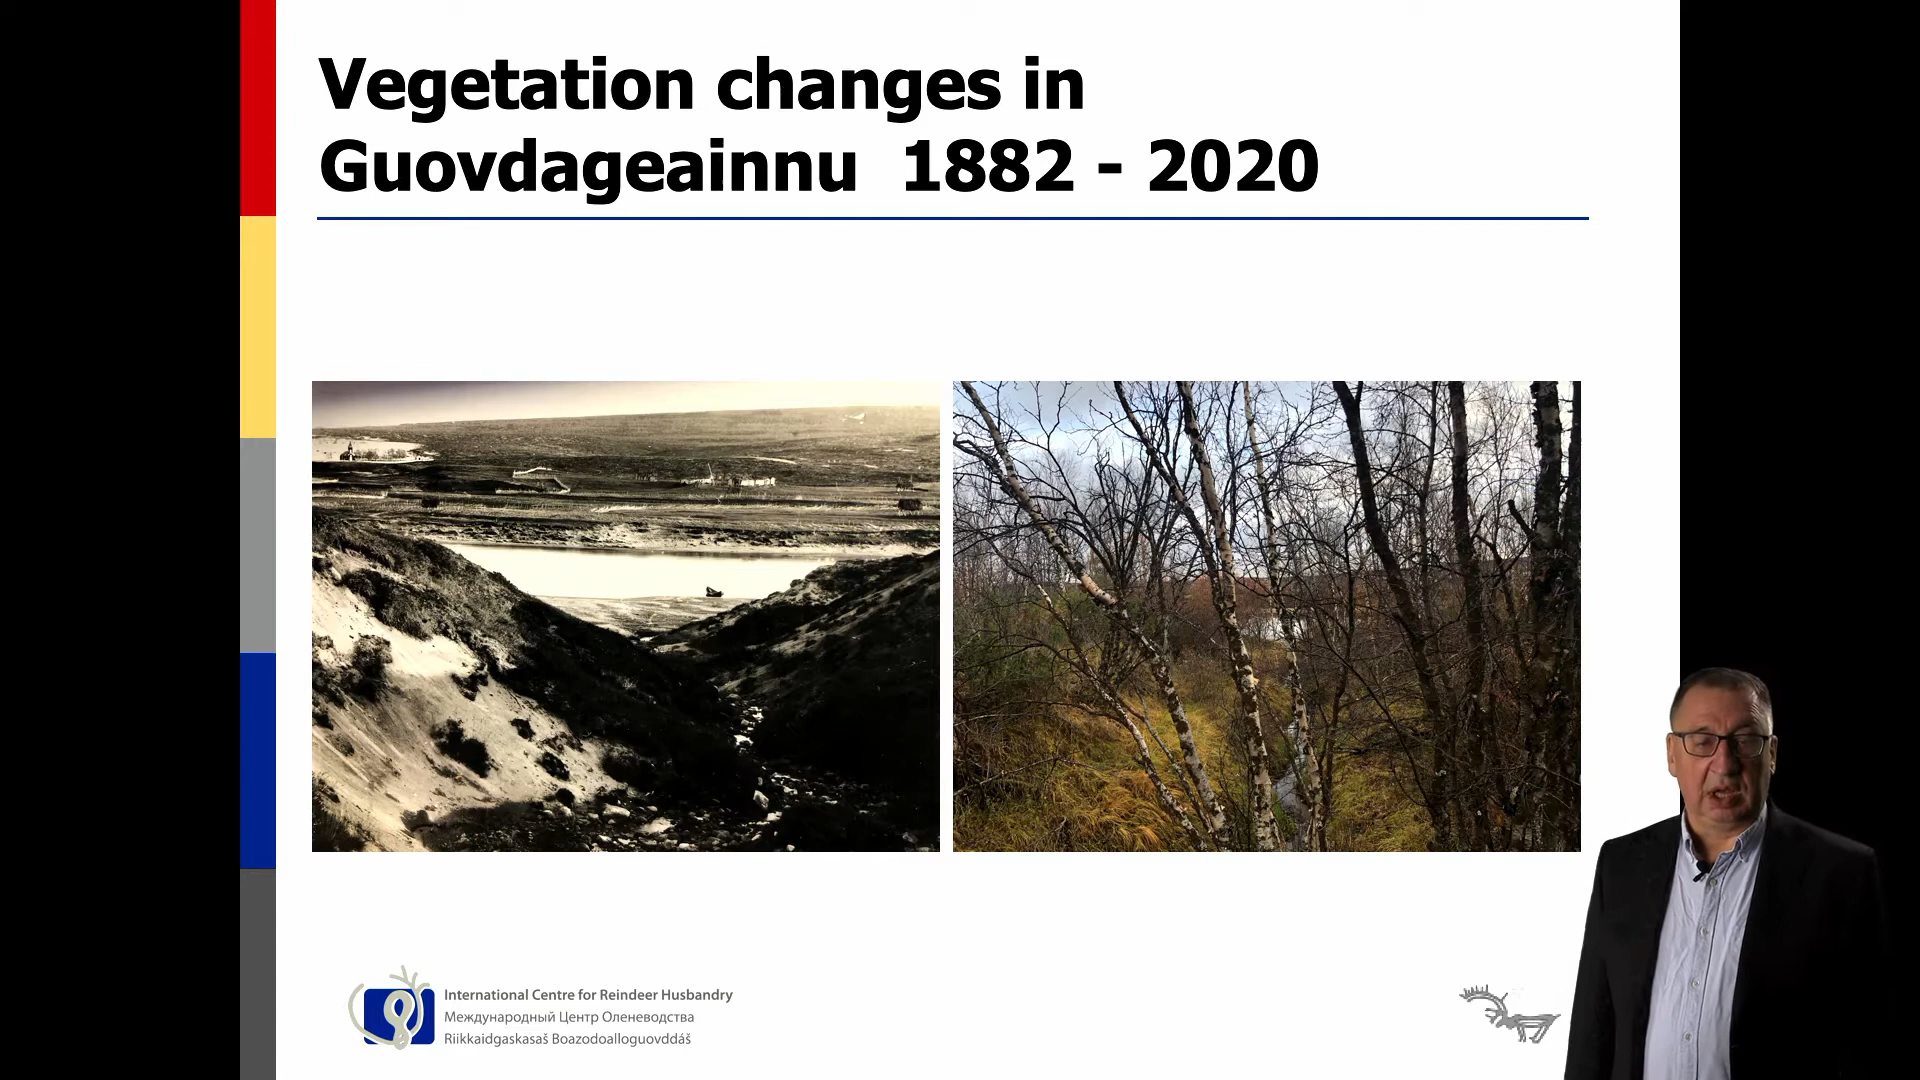 Vegetation changes in
Guovdageainnu 1882 - 2020
International Centre for Reindeer Husbandry
Международный Центр Оленеводства
Riikkaidgaskasaš Boazodoalloguovddáš